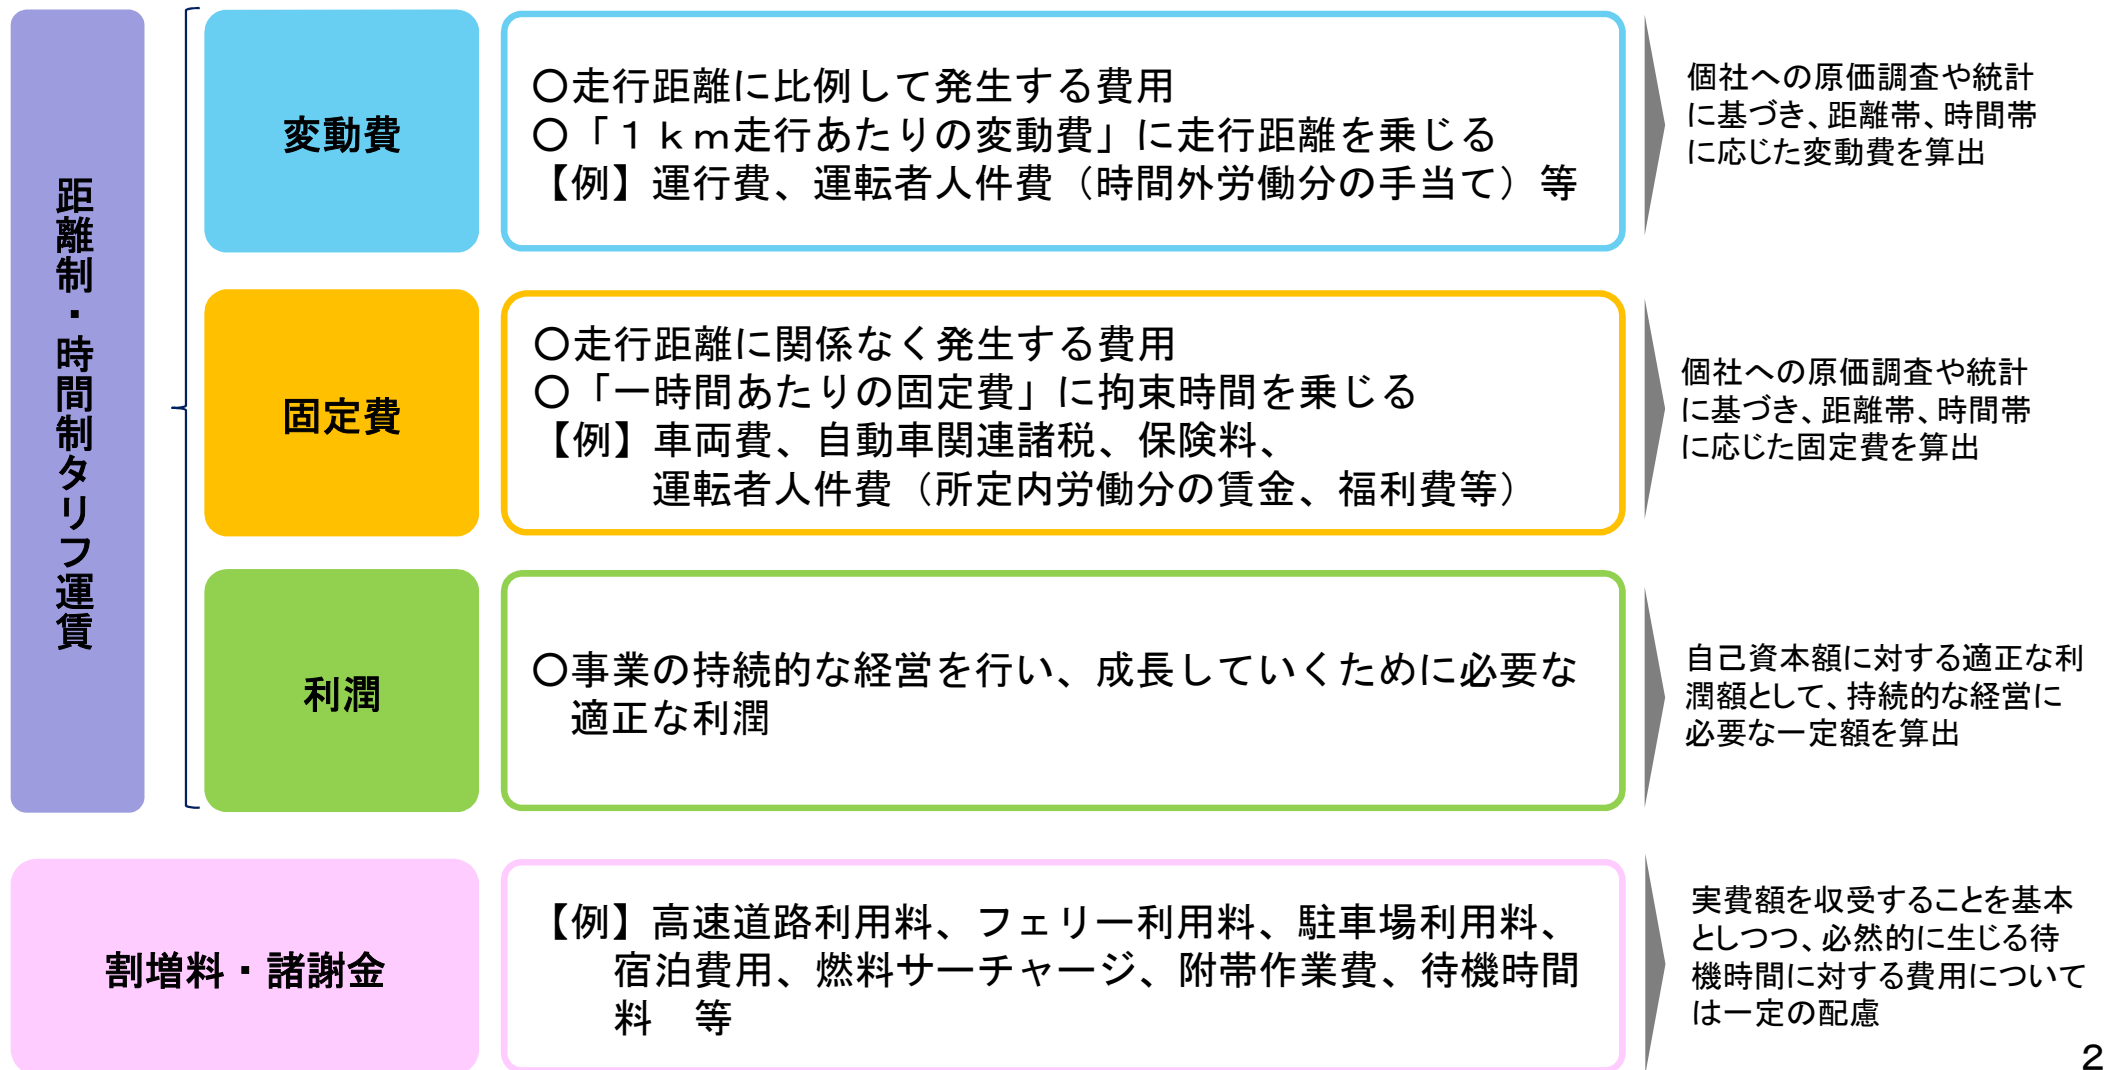 距離制・時間制タリフ運賃
変動費
〇走行距離に比例して発生する費用
〇「１ｋｍ走行あたりの変動費」に走行距離を乗じる
【例】運行費、運転者人件費（時間外労働分の手当て）等
個社への原価調査や統計
に基づき、距離帯、時間帯
に応じた変動費を算出
固定費
〇走行距離に関係なく発生する費用
〇「一時間あたりの固定費」に拘束時間を乗じる
【例】車両費、自動車関連諸税、保険料、
運転者人件費（所定内労働分の賃金、福利費等）
個社への原価調査や統計
に基づき、距離帯、時間帯
に応じた固定費を算出
利潤
〇事業の持続的な経営を行い、成長していくために必要な
適正な利潤
自己資本額に対する適正な利
潤額として、持続的な経営に
必要な一定額を算出
割増料・諸謝金
【例】高速道路利用料、フェリー利用料、駐車場利用料、
宿泊費用、燃料サーチャージ、附帯作業費、待機時間
料　等
実費額を収受することを基本
としつつ、必然的に生じる待
機時間に対する費用について
は一定の配慮
2